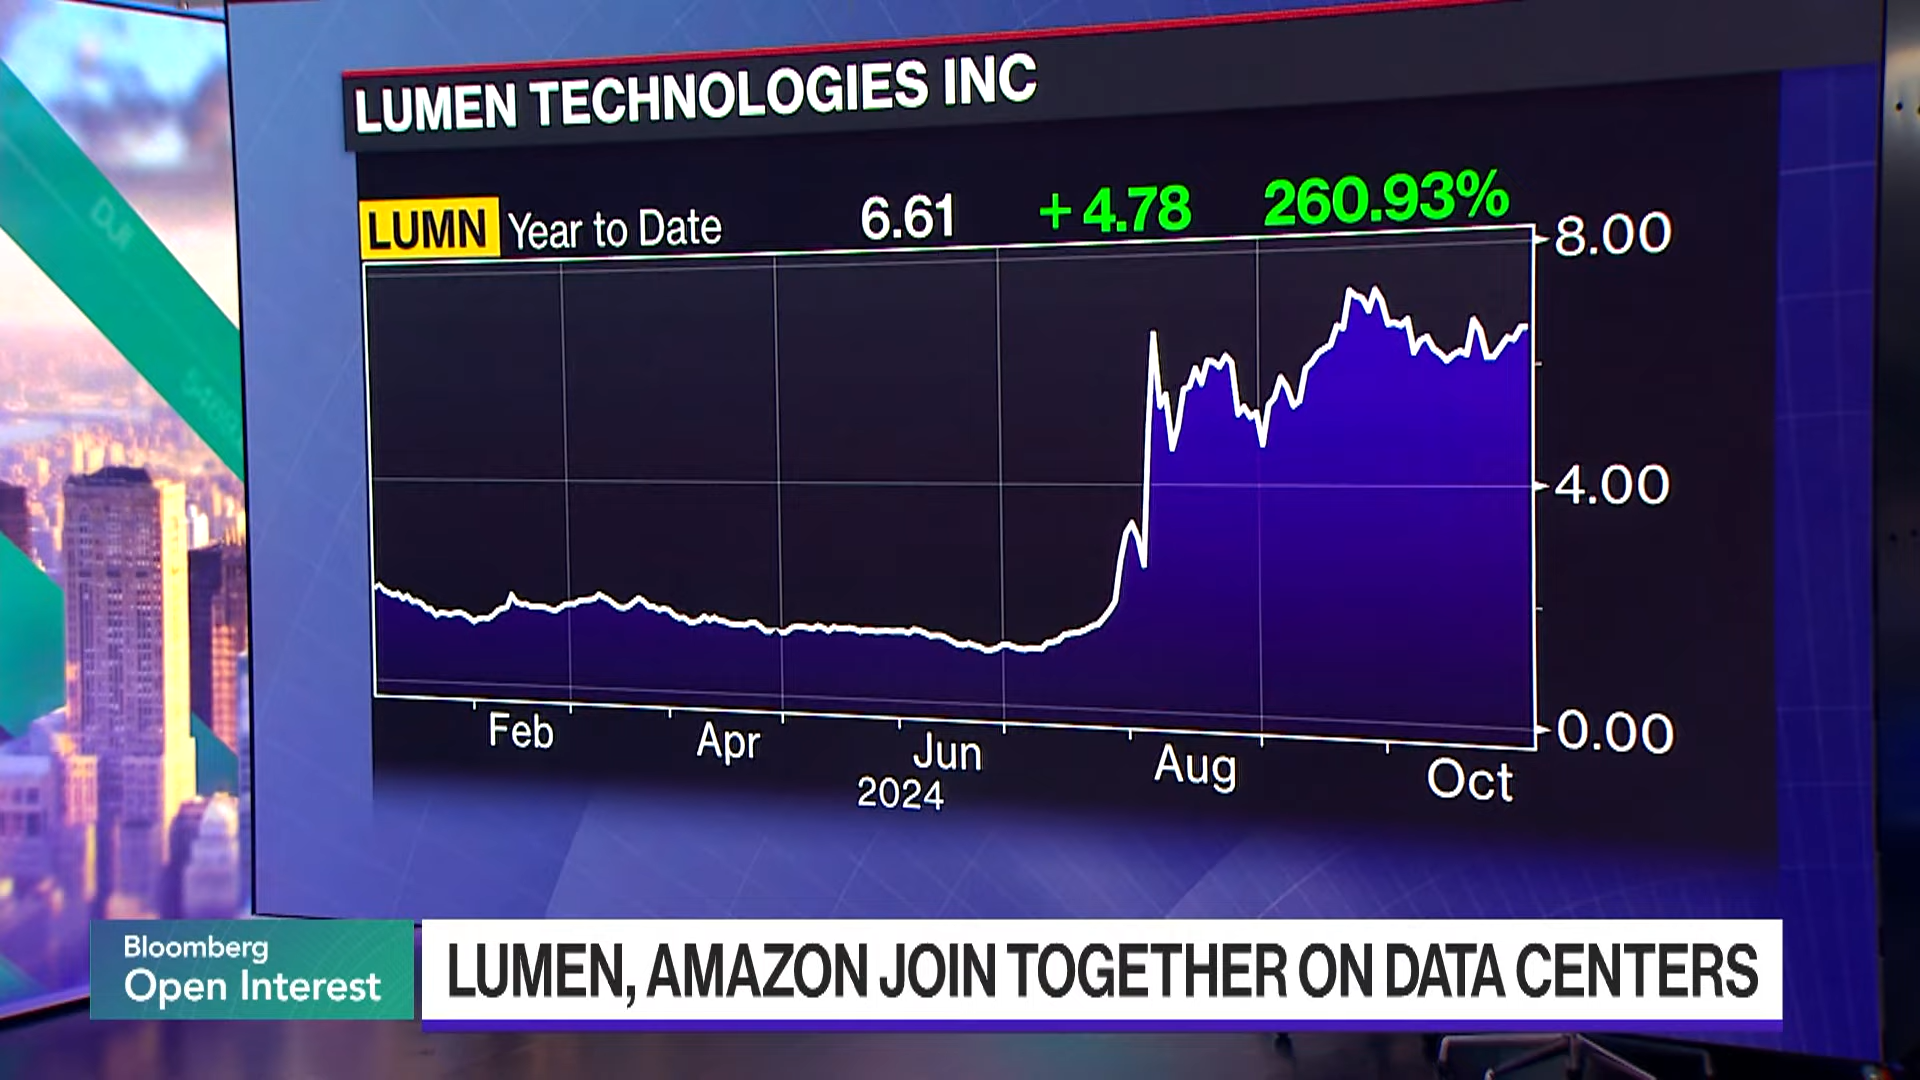 LUMEN TECHNOLOGIES INC
LUMN Year to Date 6.61 +4.78 260.93%
8.00
4.00
0.00
Feb Apr Jun Aug Oct
2024
DJI
Bloomberg
Open Interest
LUMEN, AMAZON JOIN TOGETHER ON DATA CENTERS